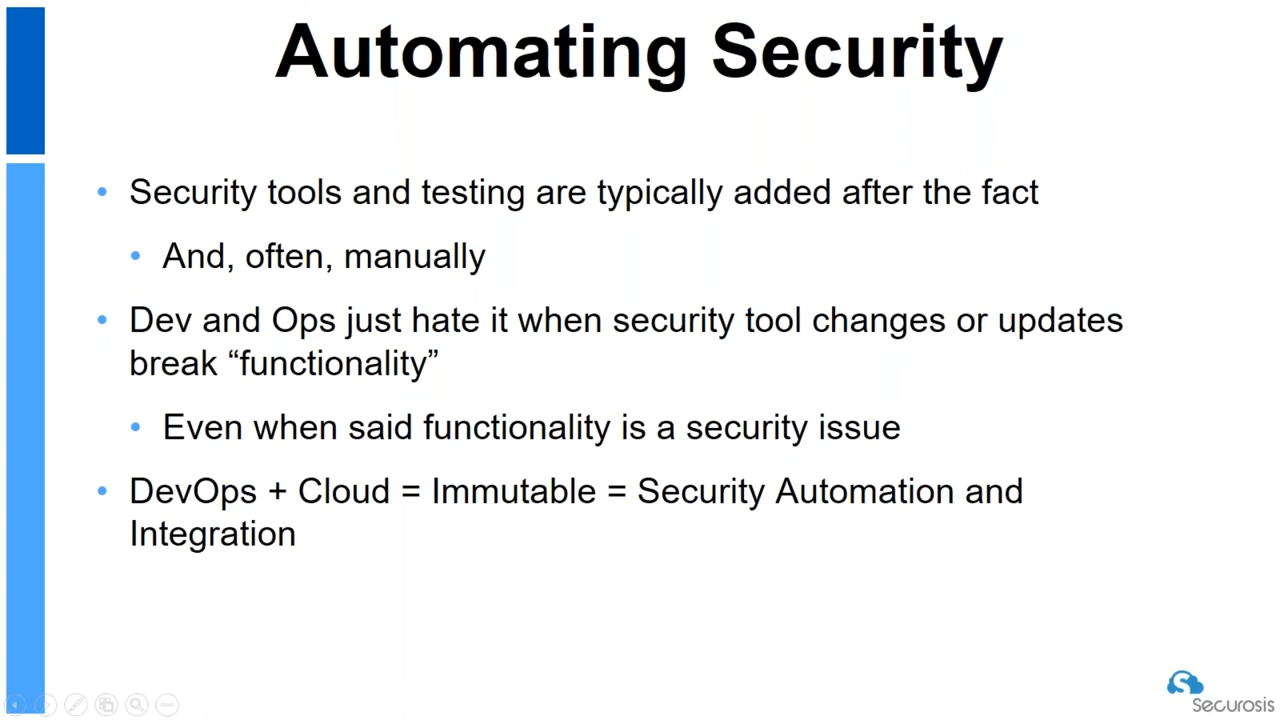 Automating Security
• Security tools and testing are typically added after the fact
• And, often, manually
• Dev and Ops just hate it when security tool changes or updates
break “functionality”
• Even when said functionality is a security issue
• DevOps + Cloud = Immutable = Security Automation and
Integration
S
Securosis